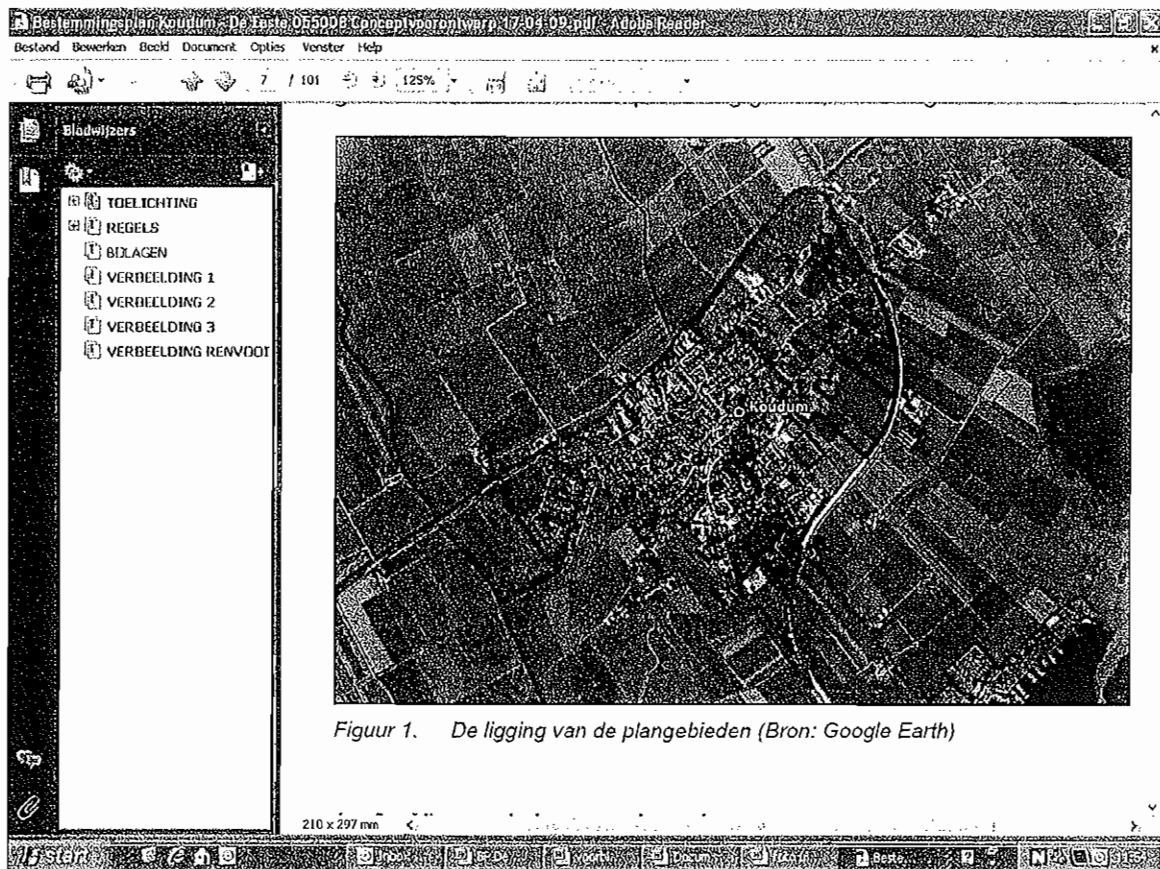 Bestemmingsplan Koudum - De Easte 065008 Conceptvoorontwerp 17-04-09.pdf - Adobe Reader
Bestand Bewerken Beeld Document Opties Venster Help
7 / 101 125%
Bladwijzers
TOELICHTING
REGELS
BIJLAGEN
VERBEELDING 1
VERBEELDING 2
VERBEELDING 3
VERBEELDING RENVOOI
Koudum
Figuur 1. De ligging van de plangebieden (Bron: Google Earth)
210 x 297 mm
start